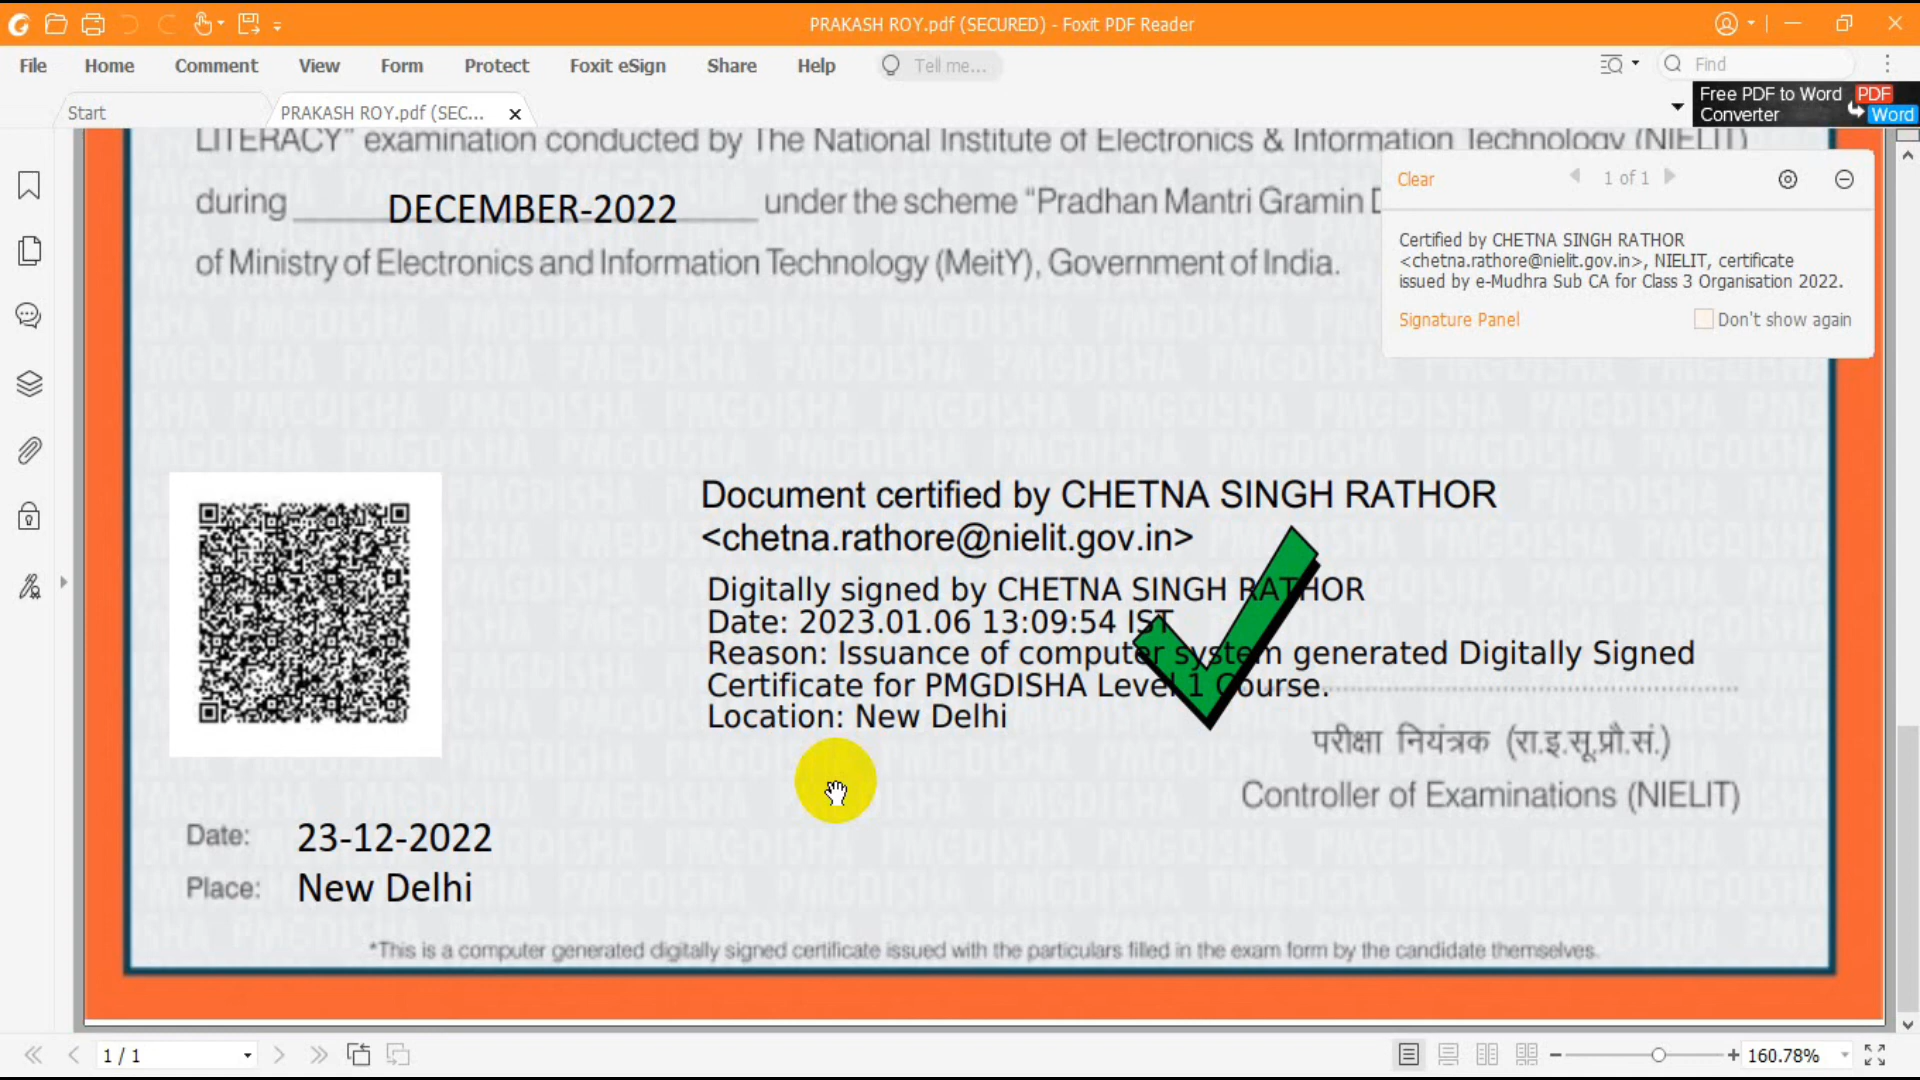 PRAKASH ROY.pdf (SECURED) - Foxit PDF Reader
File Home Comment View Form Protect Foxit eSign Share Help Tell me... Find
Start PRAKASH ROY.pdf (SEC...
Free PDF to Word Converter PDF Word
LITERACY" examination conducted by The National Institute of Electronics & Information Technology (NIELIT)
during DECEMBER-2022 under the scheme "Pradhan Mantri Gramin
of Ministry of Electronics and Information Technology (MeitY), Government of India.
Clear 1 of 1
Certified by CHETNA SINGH RATHOR
<chetna.rathore@nielit.gov.in>, NIELIT, certificate
issued by e-Mudhra Sub CA for Class 3 Organisation 2022.
Signature Panel Don't show again
Document certified by CHETNA SINGH RATHOR
<chetna.rathore@nielit.gov.in>
Digitally signed by CHETNA SINGH RATHOR
Date: 2023.01.06 13:09:54 IST
Reason: Issuance of computer system generated Digitally Signed
Certificate for PMGDISHA Level 1 Course.
Location: New Delhi
परीक्षा नियंत्रक (रा.इ.सू.प्रौ.सं.)
Controller of Examinations (NIELIT)
Date: 23-12-2022
Place: New Delhi
*This is a computer generated digitally signed certificate issued with the particulars filled in the exam form by the candidate themselves.
1 / 1
160.78%